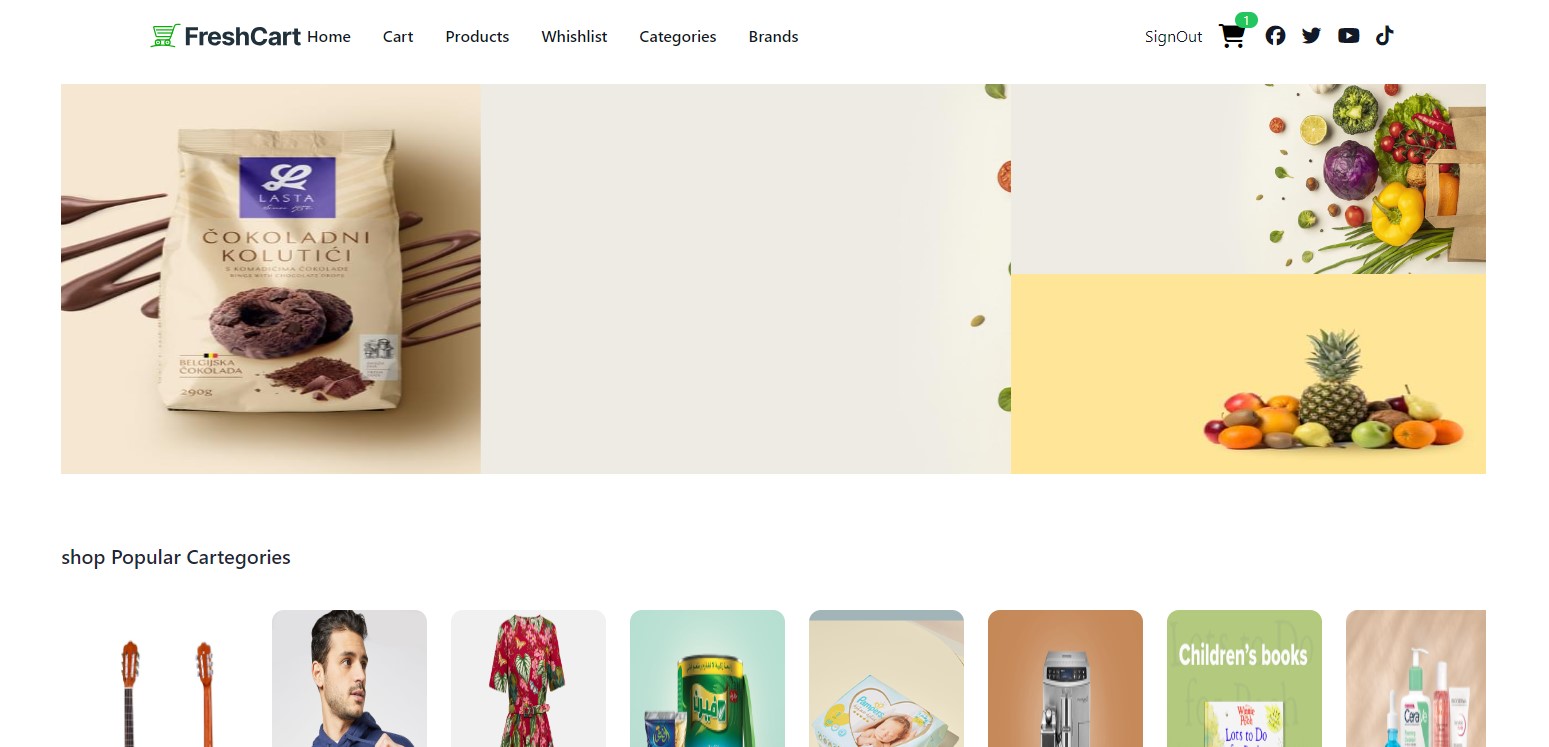 FreshCart Home Cart Products Whishlist Categories Brands SignOut 1
LASTA
ČOKOLADNI
KOLUTIĆI
S KOMADIĆIMA ČOKOLADE
RINGS WITH CHOCOLATE DROPS
BELGIJSKA
ČOKOLADA
290g
shop Popular Cartegories
Pampers
Children's books
Winnie
the Pooh
Lots to Do
CeraVe